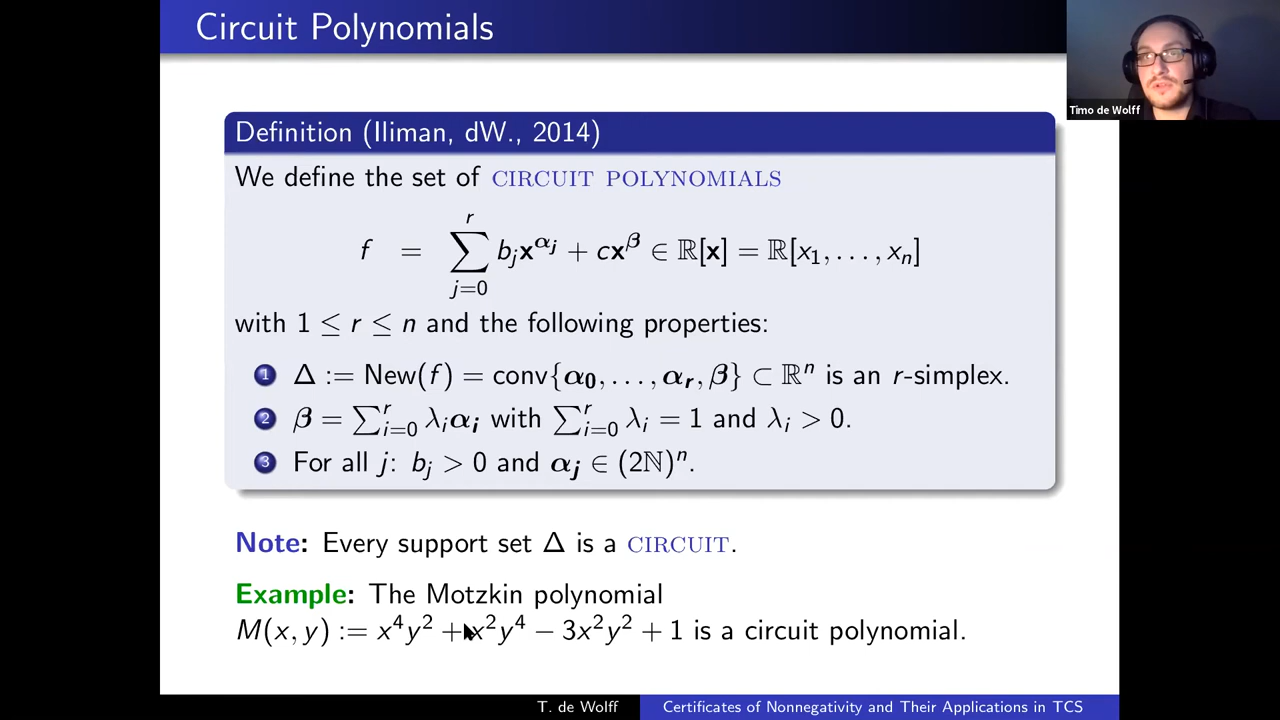 Circuit Polynomials
Timo de Wolff
Definition (Iliman, dW., 2014)
We define the set of CIRCUIT POLYNOMIALS
f = ∑_{j=0}^{r} b_j x^{α_j} + c x^β ∈ ℝ[x] = ℝ[x_1, . . . , x_n]
with 1 ≤ r ≤ n and the following properties:
1 Δ := New(f) = conv{α_0, . . . , α_r, β} ⊂ ℝ^n is an r-simplex.
2 β = ∑_{i=0}^{r} λ_i α_i with ∑_{i=0}^{r} λ_i = 1 and λ_i > 0.
3 For all j: b_j > 0 and α_j ∈ (2ℕ)^n.
Note: Every support set Δ is a CIRCUIT.
Example: The Motzkin polynomial
M(x, y) := x^4y^2 + x^2y^4 − 3x^2y^2 + 1 is a circuit polynomial.
T. de Wolff Certificates of Nonnegativity and Their Applications in TCS